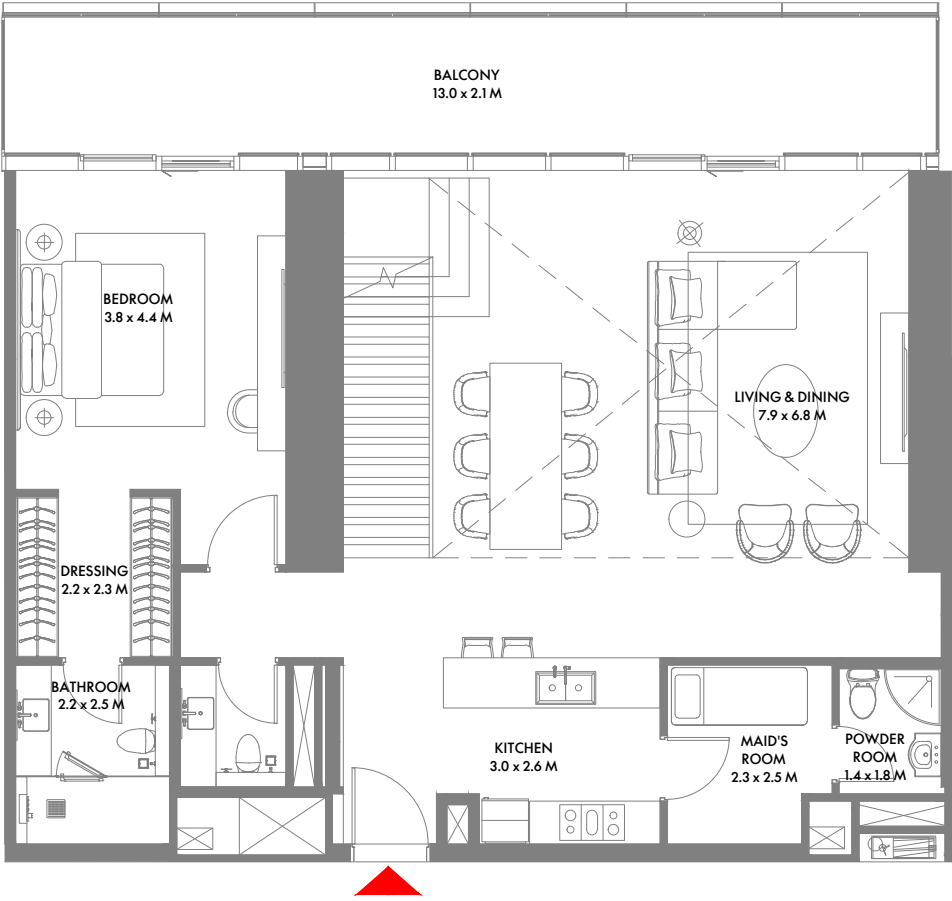 BALCONY
13.0 x 2.1 M
BEDROOM
3.8 x 4.4 M
LIVING & DINING
7.9 x 6.8 M
DRESSING
2.2 x 2.3 M
BATHROOM
2.2 x 2.5 M
KITCHEN
3.0 x 2.6 M
MAID'S
ROOM
2.3 x 2.5 M
POWDER
ROOM
1.4 x 1.8 M